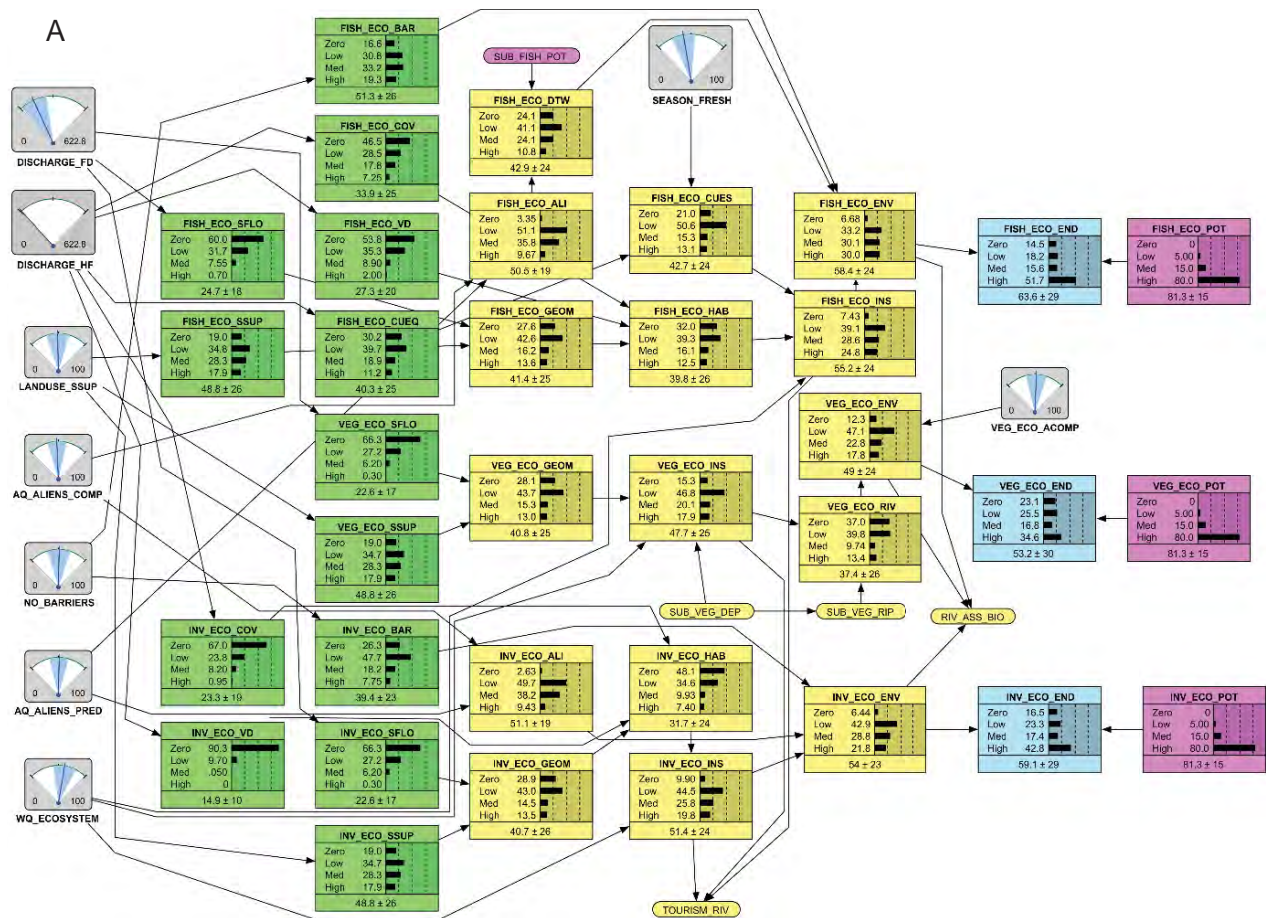 A
FISH_ECO_BAR
Zero 16.6
Low 30.8
Med 33.2
High 19.3
51.3 ± 26
SUB_FISH_POT
0 100
SEASON_FRESH
0 622.8
DISCHARGE_FD
FISH_ECO_DTW
Zero 24.1
Low 41.1
Med 24.1
High 10.8
42.9 ± 24
FISH_ECO_COV
Zero 46.5
Low 28.5
Med 17.8
High 7.25
33.9 ± 25
0 622.8
DISCHARGE_HF
FISH_ECO_SFLO
Zero 60.0
Low 31.7
Med 7.55
High 0.70
24.7 ± 18
FISH_ECO_VD
Zero 53.8
Low 35.3
Med 8.90
High 2.00
27.3 ± 20
FISH_ECO_ALI
Zero 3.35
Low 51.1
Med 35.8
High 9.67
50.5 ± 19
FISH_ECO_CUES
Zero 21.0
Low 50.6
Med 15.3
High 13.1
42.7 ± 24
FISH_ECO_ENV
Zero 6.68
Low 33.2
Med 30.1
High 30.0
58.4 ± 24
FISH_ECO_END
Zero 14.5
Low 18.2
Med 15.6
High 51.7
63.6 ± 29
FISH_ECO_POT
Zero 0
Low 5.00
Med 15.0
High 80.0
81.3 ± 15
0 100
LANDUSE_SSUP
FISH_ECO_SSUP
Zero 19.0
Low 34.8
Med 28.3
High 17.9
48.8 ± 26
FISH_ECO_CUEQ
Zero 30.2
Low 39.7
Med 18.9
High 11.2
40.3 ± 25
FISH_ECO_GEOM
Zero 27.6
Low 42.6
Med 16.2
High 13.6
41.4 ± 25
FISH_ECO_HAB
Zero 32.0
Low 39.3
Med 16.1
High 12.5
39.8 ± 26
FISH_ECO_INS
Zero 7.43
Low 39.1
Med 28.6
High 24.8
55.2 ± 24
0 100
AQ_ALIENS_COMP
VEG_ECO_SFLO
Zero 66.3
Low 27.2
Med 6.20
High 0.30
22.6 ± 17
VEG_ECO_GEOM
Zero 28.1
Low 43.7
Med 15.3
High 13.0
40.8 ± 25
VEG_ECO_INS
Zero 15.3
Low 46.8
Med 20.1
High 17.9
47.7 ± 25
VEG_ECO_ENV
Zero 12.3
Low 47.1
Med 22.8
High 17.8
49 ± 24
0 100
VEG_ECO_ACOMP
VEG_ECO_END
Zero 23.1
Low 25.5
Med 16.8
High 34.6
53.2 ± 30
VEG_ECO_POT
Zero 0
Low 5.00
Med 15.0
High 80.0
81.3 ± 15
0 100
NO_BARRIERS
VEG_ECO_SSUP
Zero 19.0
Low 34.7
Med 28.3
High 17.9
48.8 ± 26
VEG_ECO_RIV
Zero 37.0
Low 39.8
Med 9.74
High 13.4
37.4 ± 26
SUB_VEG_DEP
SUB_VEG_RIP
RIV_ASS_BIO
0 100
AQ_ALIENS_PRED
INV_ECO_COV
Zero 67.0
Low 23.8
Med 8.20
High 0.95
23.3 ± 19
INV_ECO_BAR
Zero 26.3
Low 47.7
Med 18.2
High 7.75
39.4 ± 23
INV_ECO_ALI
Zero 2.63
Low 49.7
Med 38.2
High 9.43
51.1 ± 19
INV_ECO_HAB
Zero 48.1
Low 34.6
Med 9.93
High 7.40
31.7 ± 24
INV_ECO_ENV
Zero 6.44
Low 42.9
Med 28.8
High 21.8
54 ± 23
INV_ECO_END
Zero 16.5
Low 23.3
Med 17.4
High 42.8
59.1 ± 29
INV_ECO_POT
Zero 0
Low 5.00
Med 15.0
High 80.0
81.3 ± 15
0 100
WQ_ECOSYSTEM
INV_ECO_VD
Zero 90.3
Low 9.70
Med .050
High 0
14.9 ± 10
INV_ECO_SFLO
Zero 66.3
Low 27.2
Med 6.20
High 0.30
22.6 ± 17
INV_ECO_GEOM
Zero 28.9
Low 43.0
Med 14.5
High 13.5
40.7 ± 26
INV_ECO_INS
Zero 9.90
Low 44.5
Med 25.8
High 19.8
51.4 ± 24
INV_ECO_SSUP
Zero 19.0
Low 34.7
Med 28.3
High 17.9
48.8 ± 26
TOURISM_RIV